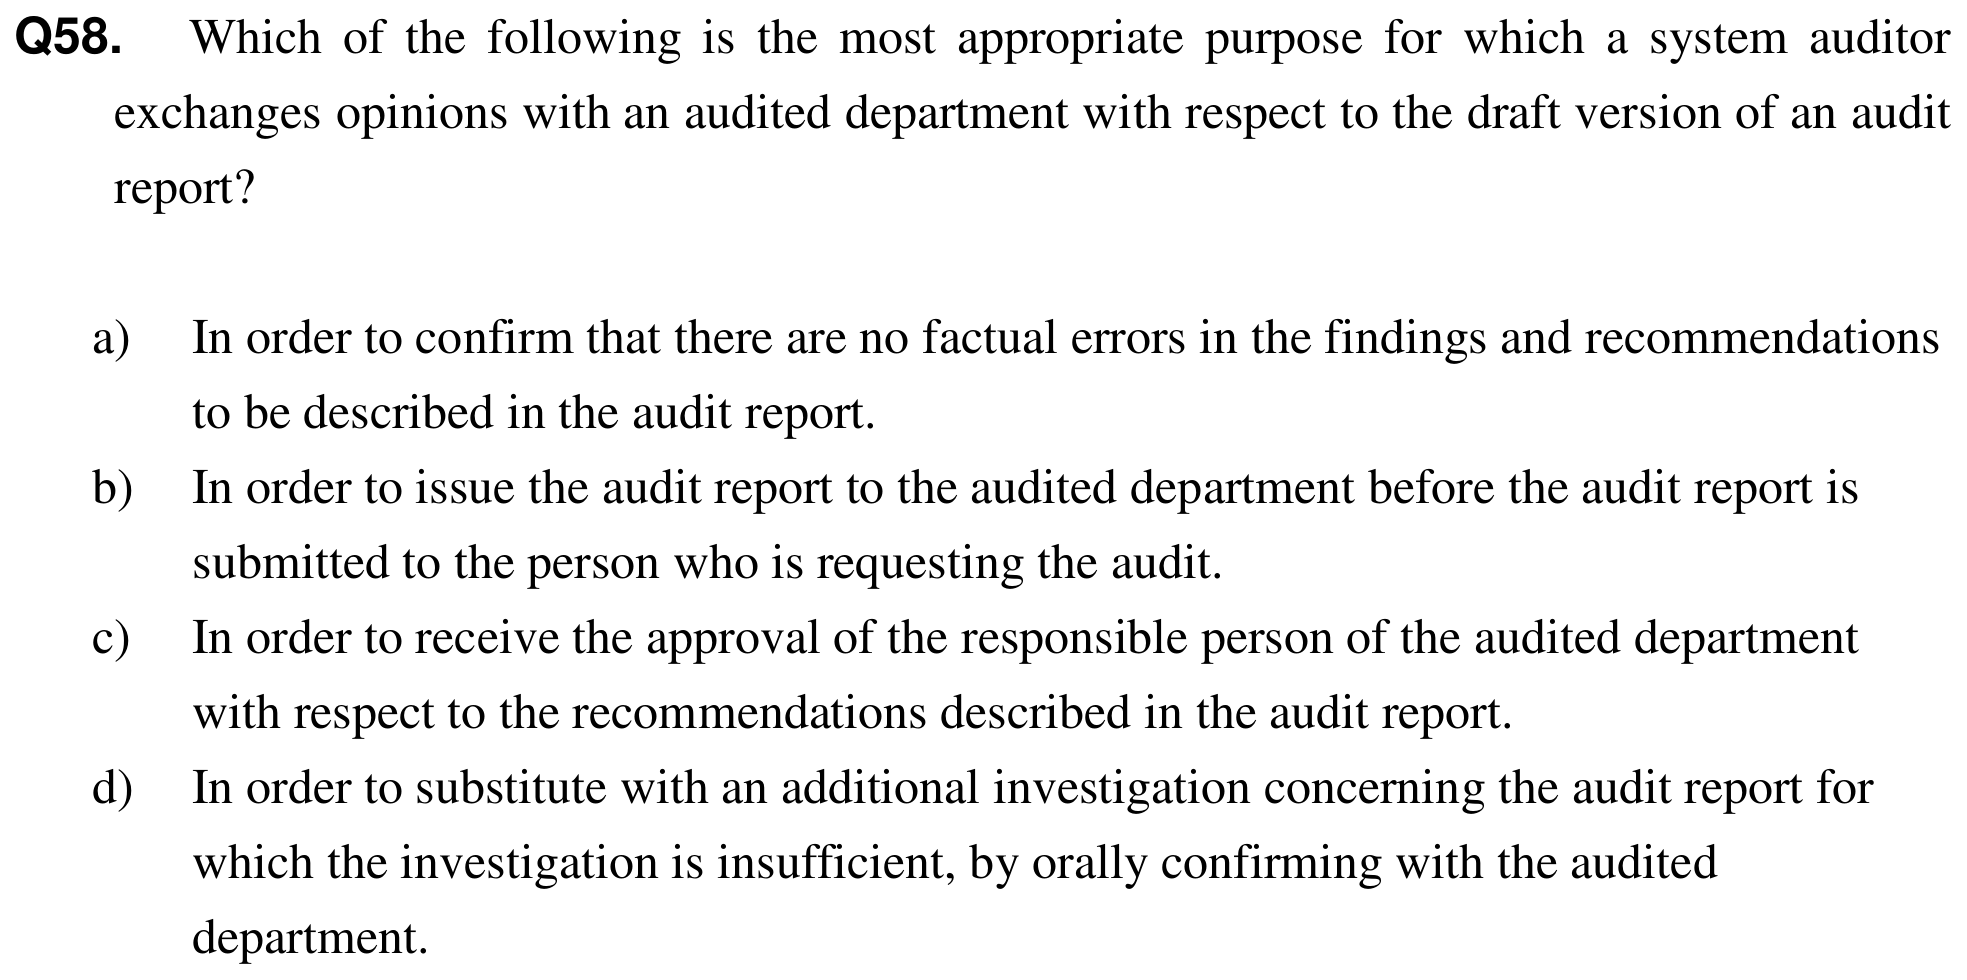 Q58. Which of the following is the most appropriate purpose for which a system auditor
exchanges opinions with an audited department with respect to the draft version of an audit
report?
a) In order to confirm that there are no factual errors in the findings and recommendations
to be described in the audit report.
b) In order to issue the audit report to the audited department before the audit report is
submitted to the person who is requesting the audit.
c) In order to receive the approval of the responsible person of the audited department
with respect to the recommendations described in the audit report.
d) In order to substitute with an additional investigation concerning the audit report for
which the investigation is insufficient, by orally confirming with the audited
department.